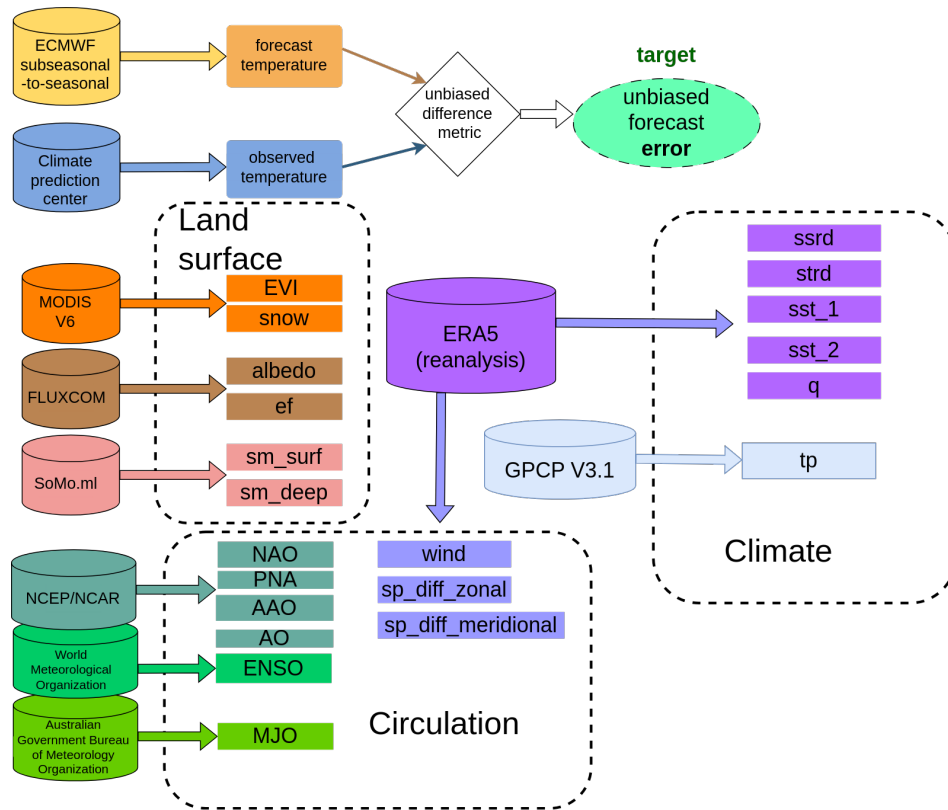 ECMWF
subseasonal
-to-seasonal
forecast
temperature
unbiased
difference
metric
target
unbiased
forecast
error
Climate
prediction
center
observed
temperature
Land
surface
MODIS
V6
EVI
snow
FLUXCOM
albedo
ef
SoMo.ml
sm_surf
sm_deep
ERA5
(reanalysis)
ssrd
strd
sst_1
sst_2
q
GPCP V3.1
tp
Climate
NCEP/NCAR
NAO
PNA
AAO
AO
World
Meteorological
Organization
ENSO
Australian
Government Bureau
of Meteorology
Organization
MJO
wind
sp_diff_zonal
sp_diff_meridional
Circulation